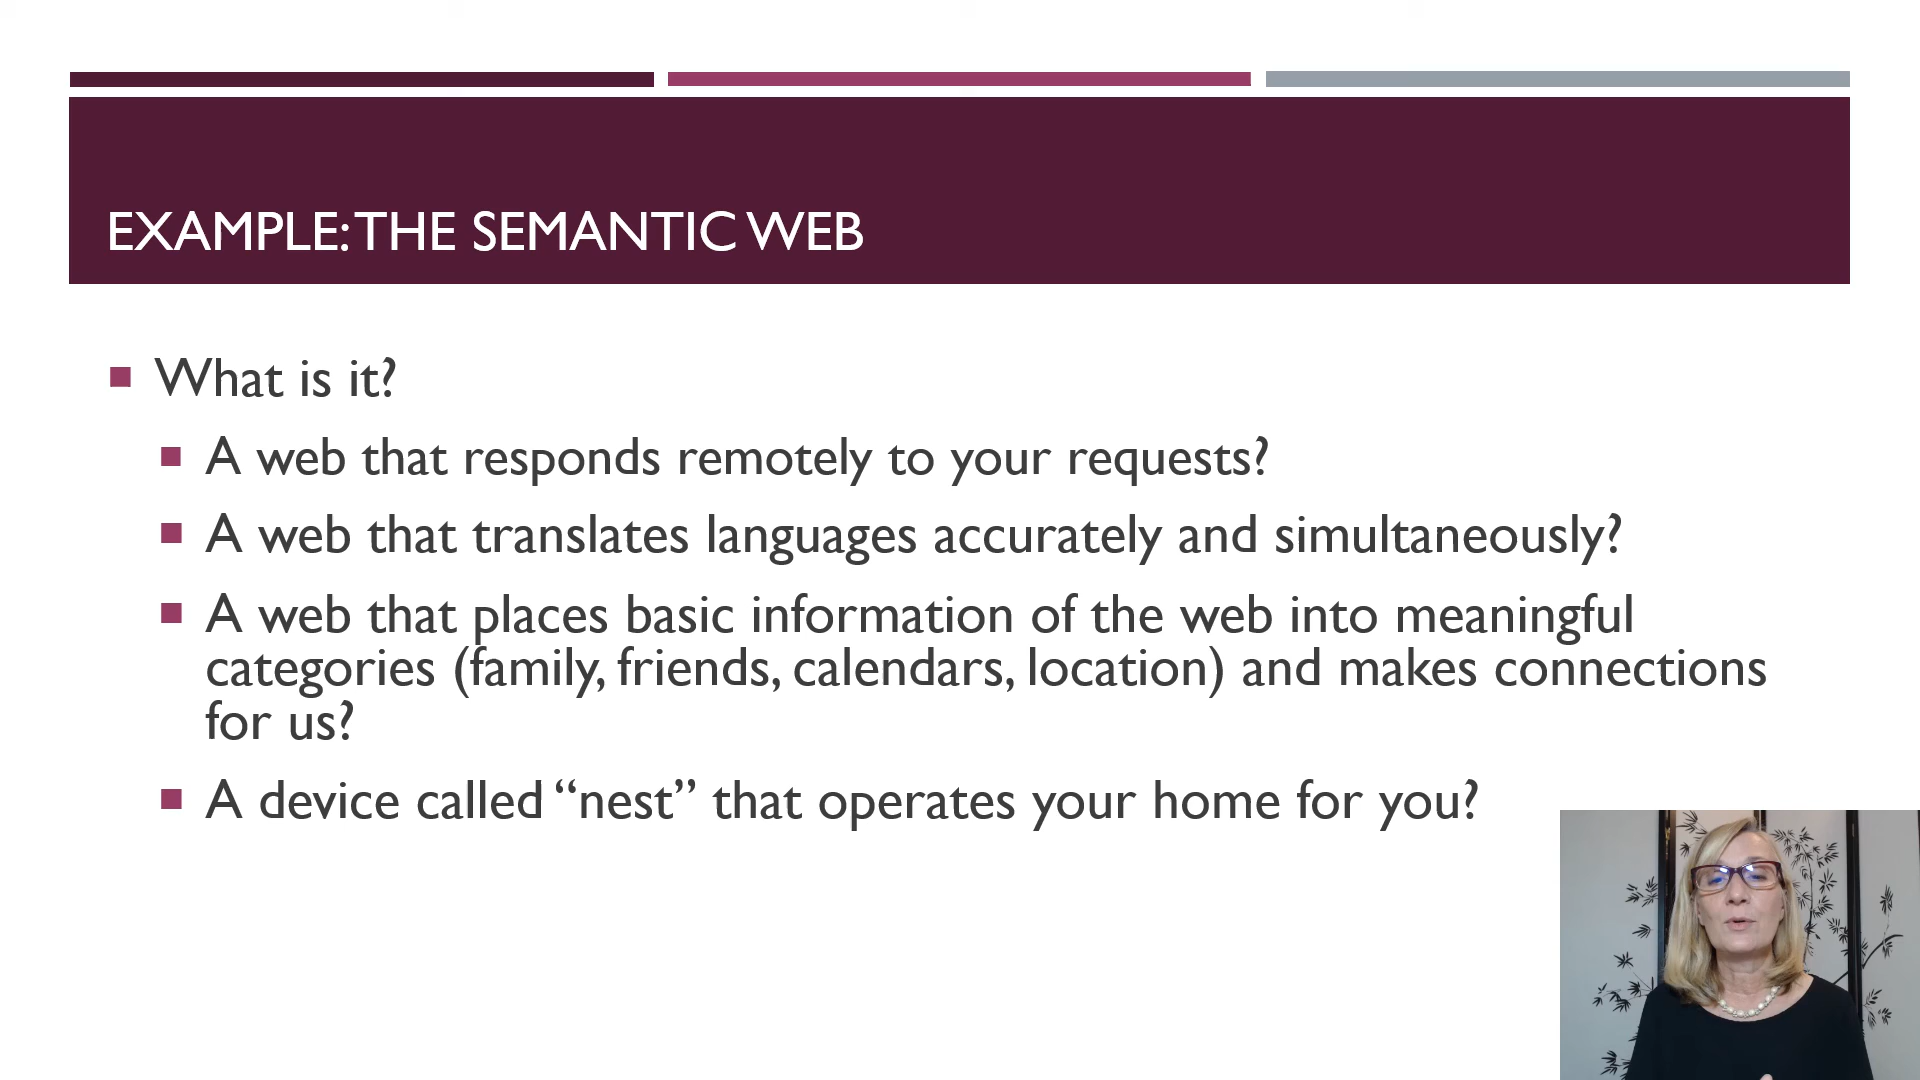 EXAMPLE: THE SEMANTIC WEB
What is it?
A web that responds remotely to your requests?
A web that translates languages accurately and simultaneously?
A web that places basic information of the web into meaningful
categories (family, friends, calendars, location) and makes connections
for us?
A device called “nest” that operates your home for you?